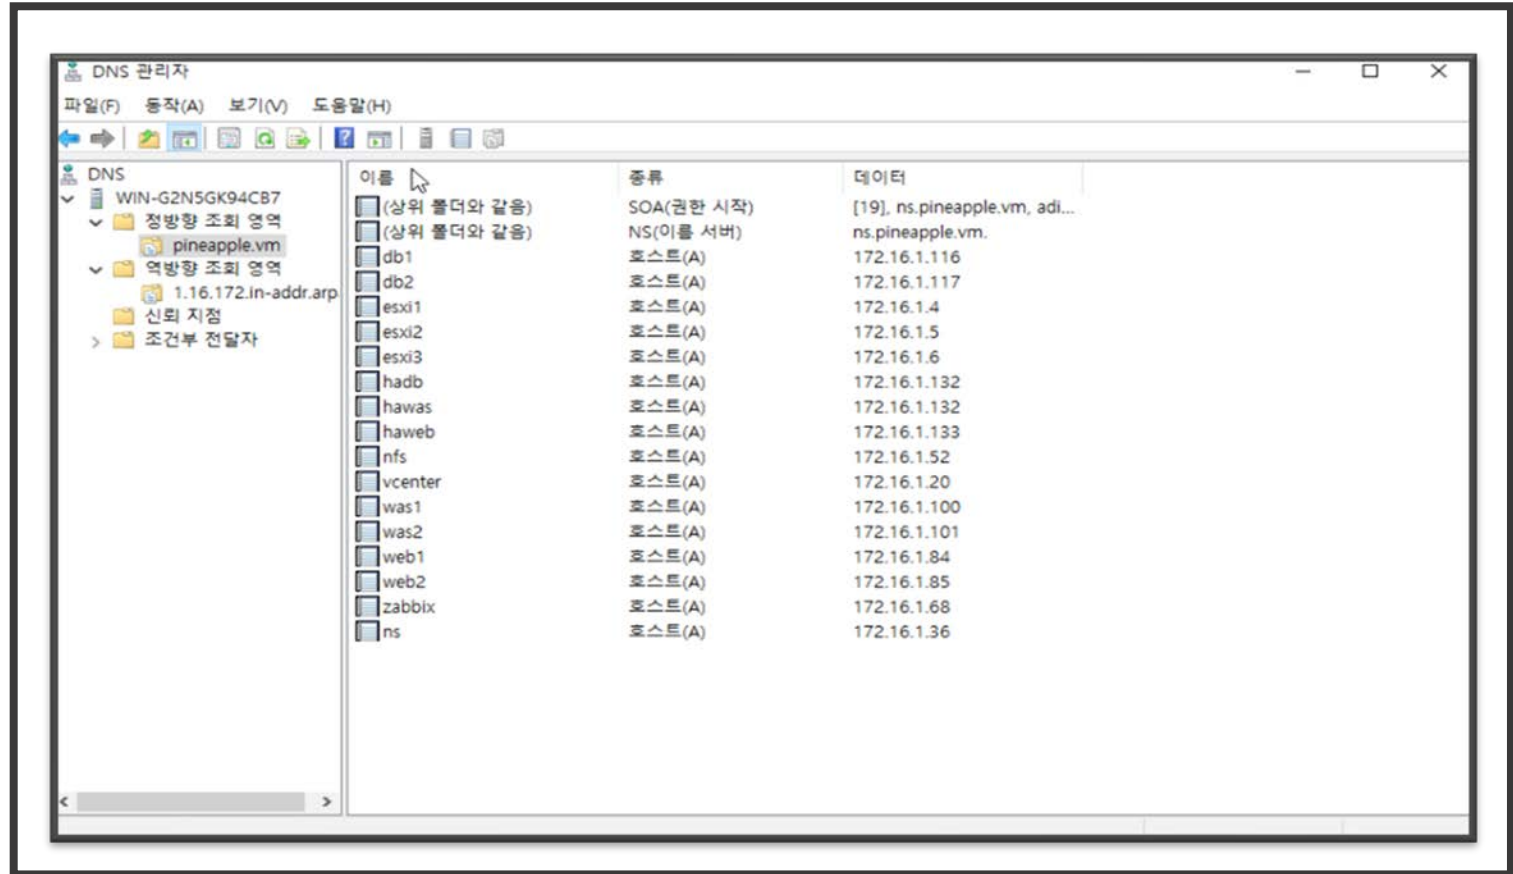 DNS 관리자
파일(F) 동작(A) 보기(V) 도움말(H)
DNS
WIN-G2N5GK94CB7
정방향 조회 영역
pineapple.vm
역방향 조회 영역
1.16.172.in-addr.arp
신뢰 지점
조건부 전달자
이름 종류 데이터
(상위 폴더와 같음) SOA(권한 시작) [19], ns.pineapple.vm, adi...
(상위 폴더와 같음) NS(이름 서버) ns.pineapple.vm.
db1 호스트(A) 172.16.1.116
db2 호스트(A) 172.16.1.117
esxi1 호스트(A) 172.16.1.4
esxi2 호스트(A) 172.16.1.5
esxi3 호스트(A) 172.16.1.6
hadb 호스트(A) 172.16.1.132
hawas 호스트(A) 172.16.1.132
haweb 호스트(A) 172.16.1.133
nfs 호스트(A) 172.16.1.52
vcenter 호스트(A) 172.16.1.20
was1 호스트(A) 172.16.1.100
was2 호스트(A) 172.16.1.101
web1 호스트(A) 172.16.1.84
web2 호스트(A) 172.16.1.85
zabbix 호스트(A) 172.16.1.68
ns 호스트(A) 172.16.1.36